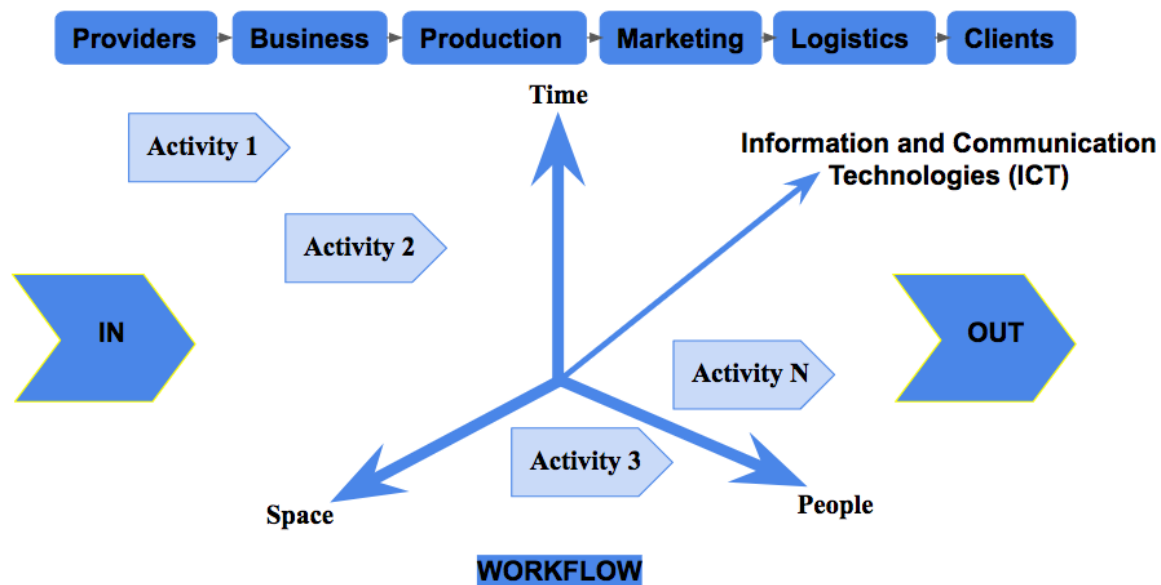 Providers
Business
Production
Marketing
Logistics
Clients
Time
Activity 1
Information and Communication
Technologies (ICT)
Activity 2
IN
OUT
Activity N
Activity 3
Space
People
WORKFLOW